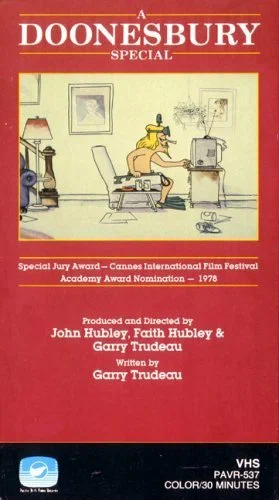 A
DOONESBURY
SPECIAL
Special Jury Award — Cannes International Film Festival
Academy Award Nomination — 1978
Produced and Directed by
John Hubley, Faith Hubley &
Garry Trudeau
Written by
Garry Trudeau
VHS
PAVR-537
COLOR/30 MINUTES